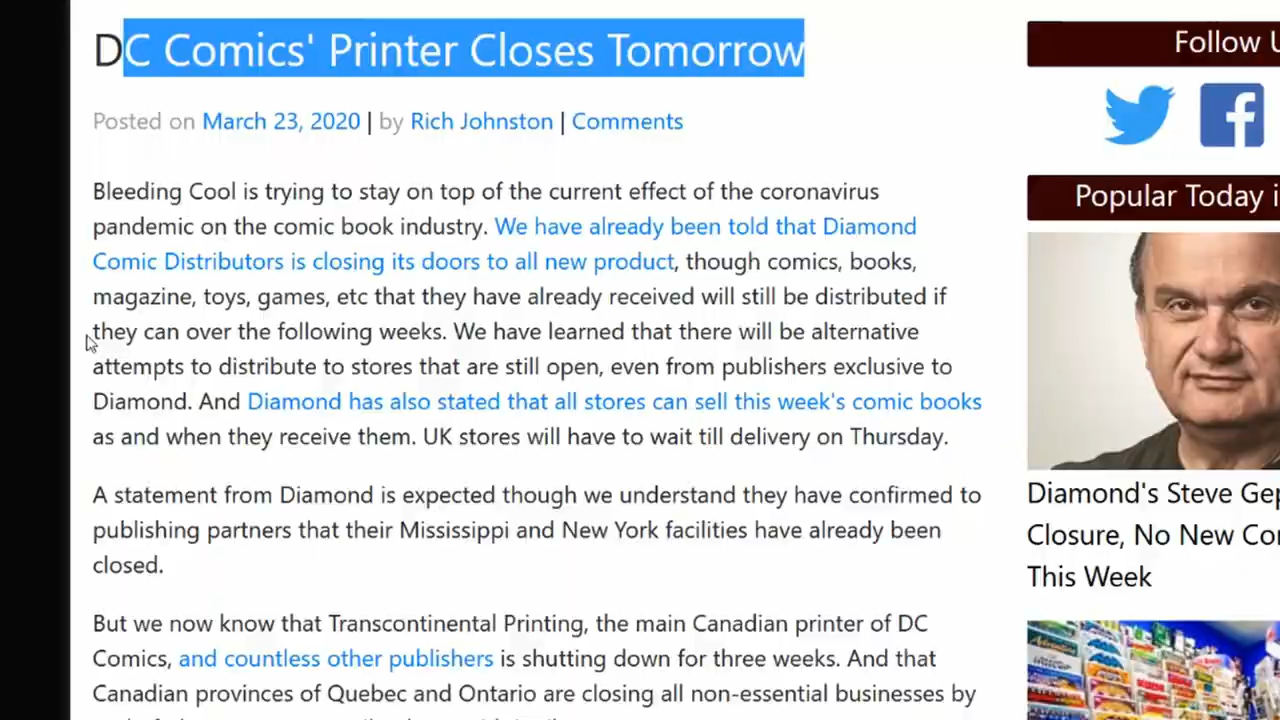 DC Comics' Printer Closes Tomorrow
Posted on March 23, 2020 | by Rich Johnston | Comments
Bleeding Cool is trying to stay on top of the current effect of the coronavirus
pandemic on the comic book industry. We have already been told that Diamond
Comic Distributors is closing its doors to all new product, though comics, books,
magazine, toys, games, etc that they have already received will still be distributed if
they can over the following weeks. We have learned that there will be alternative
attempts to distribute to stores that are still open, even from publishers exclusive to
Diamond. And Diamond has also stated that all stores can sell this week's comic books
as and when they receive them. UK stores will have to wait till delivery on Thursday.
A statement from Diamond is expected though we understand they have confirmed to
publishing partners that their Mississippi and New York facilities have already been
closed.
But we now know that Transcontinental Printing, the main Canadian printer of DC
Comics, and countless other publishers is shutting down for three weeks. And that
Canadian provinces of Quebec and Ontario are closing all non-essential businesses by
Follow U
Popular Today i
Diamond's Steve Gep
Closure, No New Co
This Week